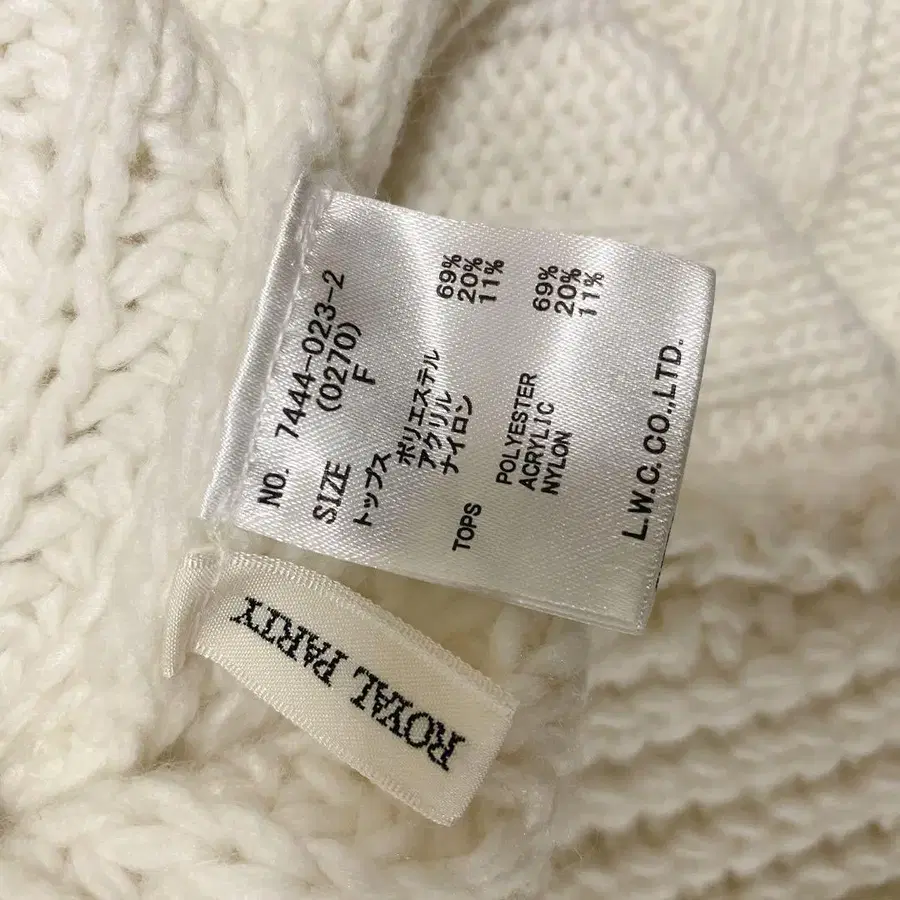 NO. 7444-023-2
(0270)
SIZE F
トップス
ポリエステル 69%
アクリル 20%
ナイロン 11%
TOPS
POLYESTER 69%
ACRYLIC 20%
NYLON 11%
L.W.C.CO.,LTD.
ROYAL PARTY